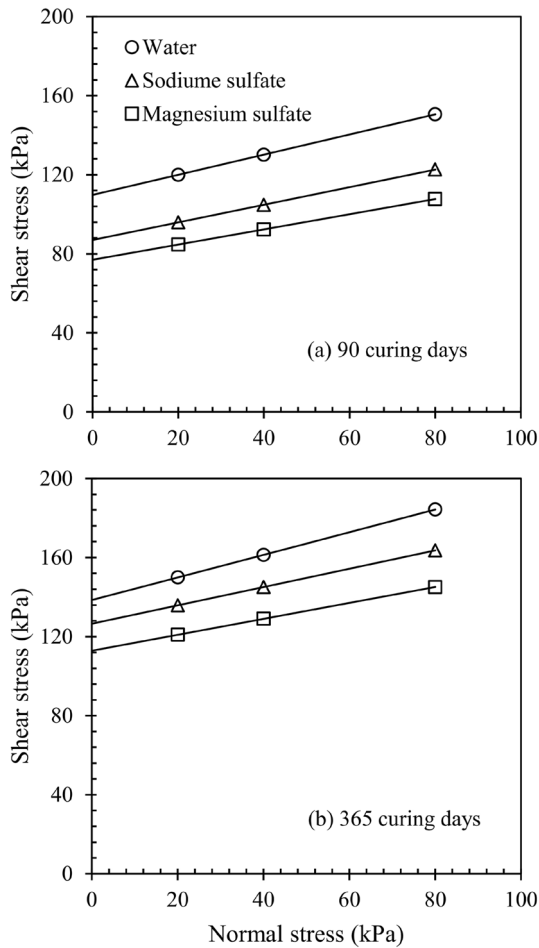 200
Water
Sodiume sulfate
160
Magnesium sulfate
120
Shear stress (kPa)
80
(a) 90 curing days
40
0
0 20 40 60 80 100
200
160
120
Shear stress (kPa)
80
40
(b) 365 curing days
0
0 20 40 60 80 100
Normal stress (kPa)